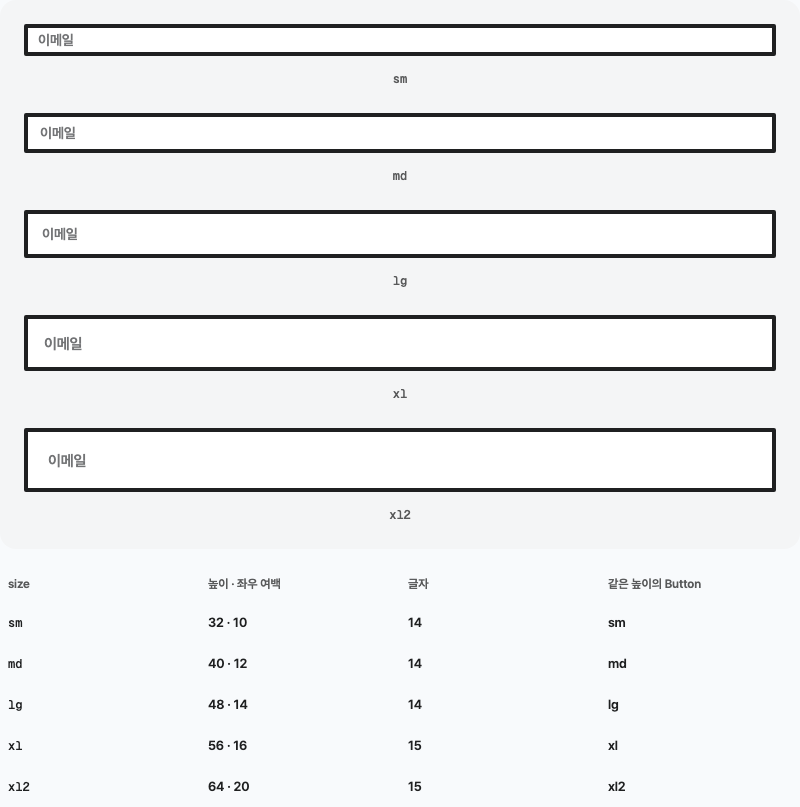 이메일
sm
이메일
md
이메일
lg
이메일
xl
이메일
xl2
size 높이 · 좌우 여백 글자 같은 높이의 Button
sm 32 · 10 14 sm
md 40 · 12 14 md
lg 48 · 14 14 lg
xl 56 · 16 15 xl
xl2 64 · 20 15 xl2